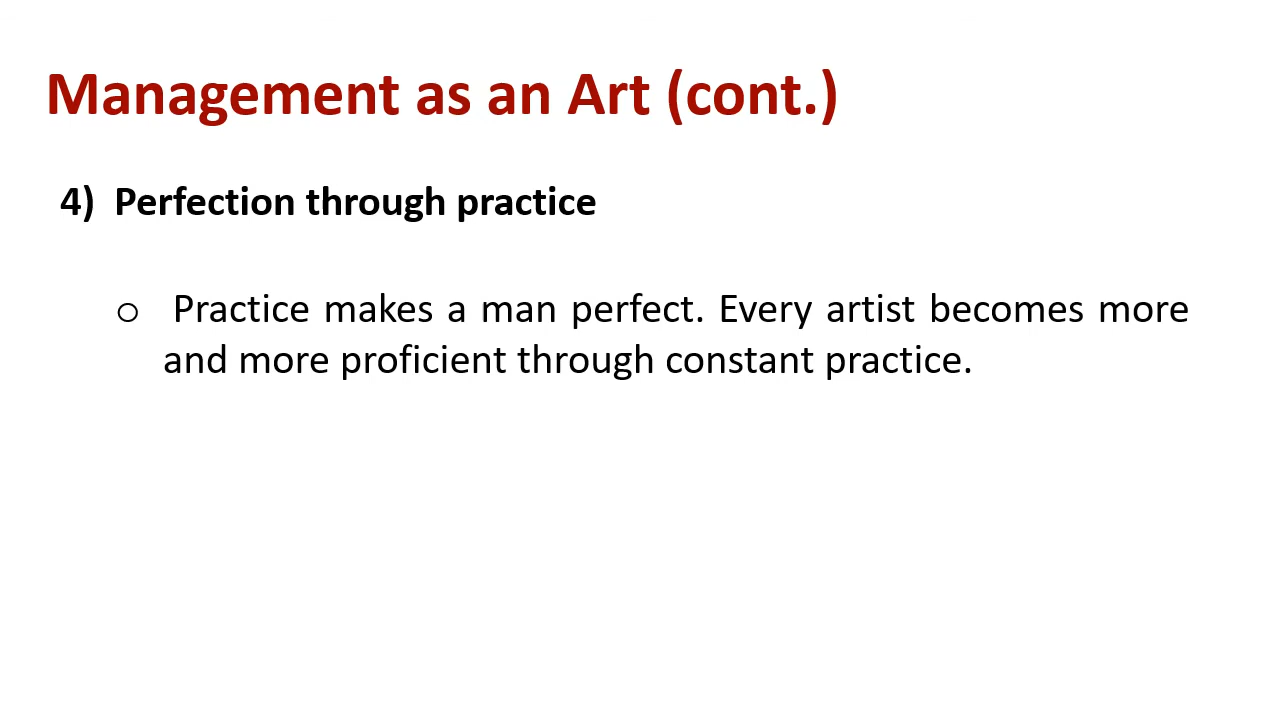 Management as an Art (cont.)
4) Perfection through practice
o Practice makes a man perfect. Every artist becomes more
and more proficient through constant practice.